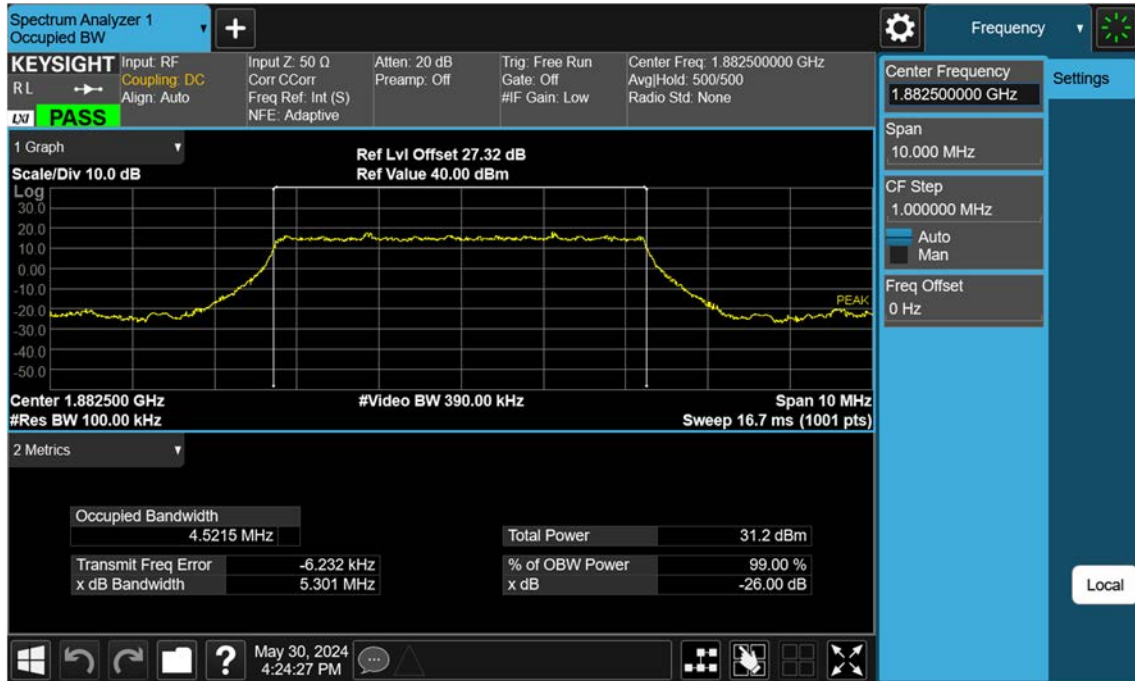 Spectrum Analyzer 1
Occupied BW
+
Frequency
KEYSIGHT
R L
LXI PASS
Input: RF
Coupling: DC
Align: Auto
Input Z: 50 Ω
Corr CCorr
Freq Ref: Int (S)
NFE: Adaptive
Atten: 20 dB
Preamp: Off
Trig: Free Run
Gate: Off
#IF Gain: Low
Center Freq: 1.882500000 GHz
Avg|Hold: 500/500
Radio Std: None
1 Graph
Scale/Div 10.0 dB
Ref Lvl Offset 27.32 dB
Ref Value 40.00 dBm
Log
30.0
20.0
10.0
0.00
-10.0
-20.0
-30.0
-40.0
-50.0
PEAK
Center 1.882500 GHz
#Video BW 390.00 kHz
Span 10 MHz
#Res BW 100.00 kHz
Sweep 16.7 ms (1001 pts)
2 Metrics
Occupied Bandwidth
4.5215 MHz
Total Power 31.2 dBm
Transmit Freq Error -6.232 kHz
% of OBW Power 99.00 %
x dB Bandwidth 5.301 MHz
x dB -26.00 dB
Center Frequency
1.882500000 GHz
Settings
Span
10.000 MHz
CF Step
1.000000 MHz
Auto
Man
Freq Offset
0 Hz
Local
?
May 30, 2024
4:24:27 PM